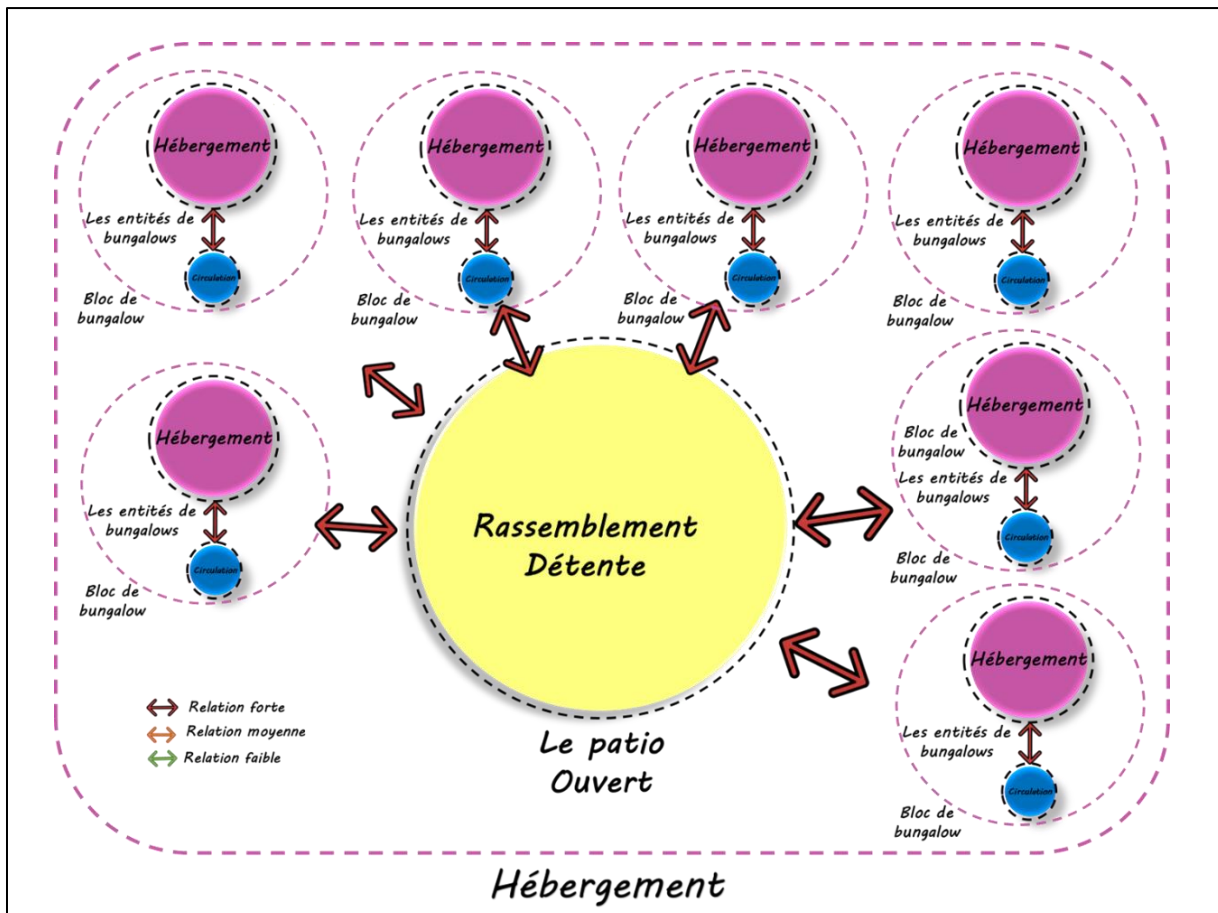 Hébergement
Les entités de
bungalows
Circulation
Bloc de
bungalow
Hébergement
Les entités de
bungalows
Circulation
Bloc de
bungalow
Hébergement
Les entités de
bungalows
Circulation
Bloc de
bungalow
Hébergement
Les entités de
bungalows
Circulation
Bloc de
bungalow
Hébergement
Les entités de
bungalows
Circulation
Bloc de
bungalow
Rassemblement
Détente
Le patio
Ouvert
Hébergement
Bloc de
bungalow
Les entités de
bungalows
Circulation
Bloc de
bungalow
Hébergement
Les entités de
bungalows
Circulation
Bloc de
bungalow
Relation forte
Relation moyenne
Relation faible
Hébergement